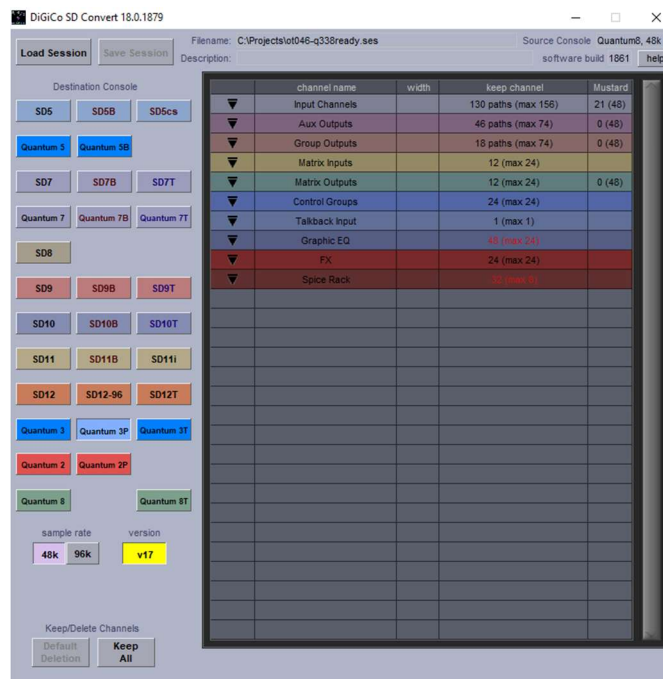 DiGiCo SD Convert 18.0.1879
Load Session
Save Session
Filename: C:\Projects\ot046-q338ready.ses
Source Console Quantum8, 48k
Description:
software build 1861
help
Destination Console
SD5 SD5B SD5cs
Quantum 5 Quantum 5B
SD7 SD7B SD7T
Quantum 7 Quantum 7B Quantum 7T
SD8
SD9 SD9B SD9T
SD10 SD10B SD10T
SD11 SD11B SD11i
SD12 SD12-96 SD12T
Quantum 3 Quantum 3P Quantum 3T
Quantum 2 Quantum 2P
Quantum 8 Quantum 8T
sample rate version
48k 96k v17
Keep/Delete Channels
Default
Deletion
Keep
All
channel name width keep channel Mustard
Input Channels 130 paths (max 156) 21 (48)
Aux Outputs 46 paths (max 74) 0 (48)
Group Outputs 18 paths (max 74) 0 (48)
Matrix Inputs 12 (max 24)
Matrix Outputs 12 (max 24) 0 (48)
Control Groups 24 (max 24)
Talkback Input 1 (max 1)
Graphic EQ 48 (max 24)
FX 24 (max 24)
Spice Rack